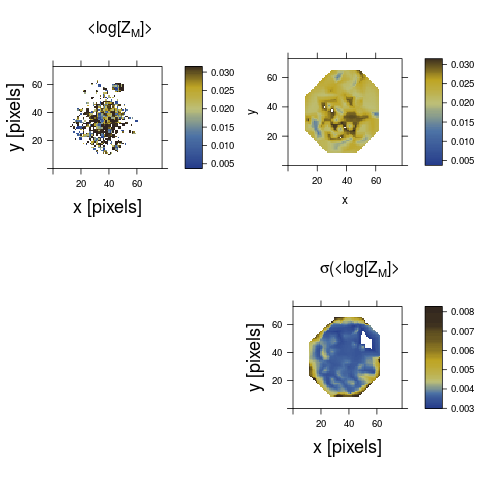 <log[Z_M]>
0.030
0.025
0.020
0.015
0.010
0.005
60
40
20
y [pixels]
20 40 60
x [pixels]
0.030
0.025
0.020
0.015
0.010
0.005
60
40
20
y
20 40 60
x
σ(<log[Z_M]>
0.008
0.007
0.006
0.005
0.004
0.003
60
40
20
y [pixels]
20 40 60
x [pixels]